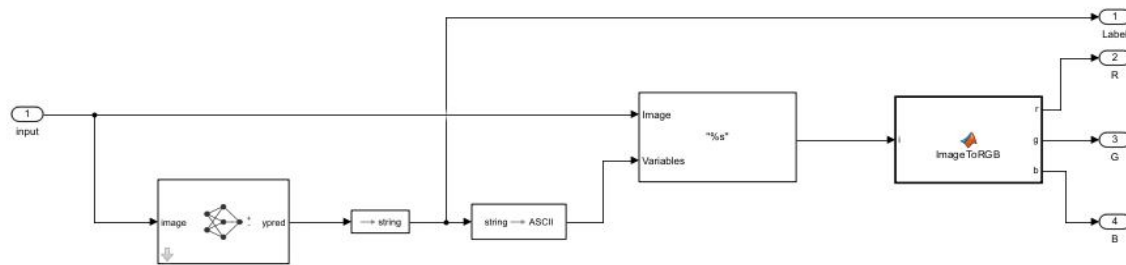 1
Label
2
R
1
input
Image
"%s"
Variables
i
r
g
b
ImageToRGB
3
G
image
ypred
→ string
string → ASCII
4
B